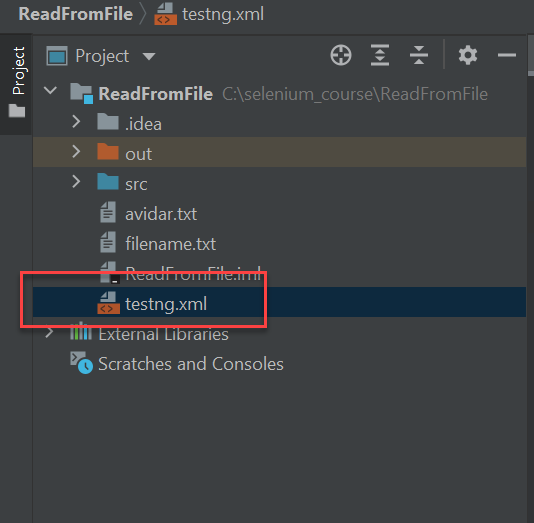 ReadFromFile testng.xml
Project
Project
ReadFromFile C:\selenium_course\ReadFromFile
.idea
out
src
avidar.txt
filename.txt
ReadFromFile.iml
testng.xml
External Libraries
Scratches and Consoles